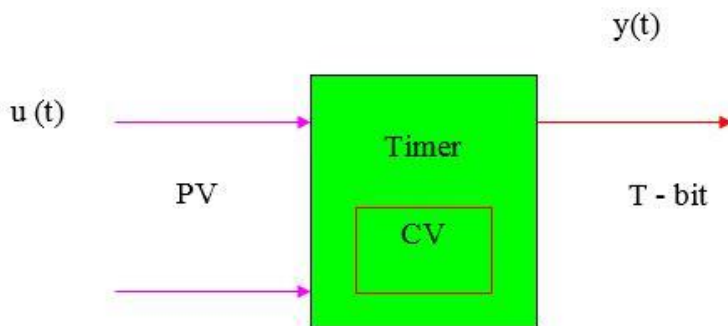 y(t)
u (t)
Timer
PV
T - bit
CV